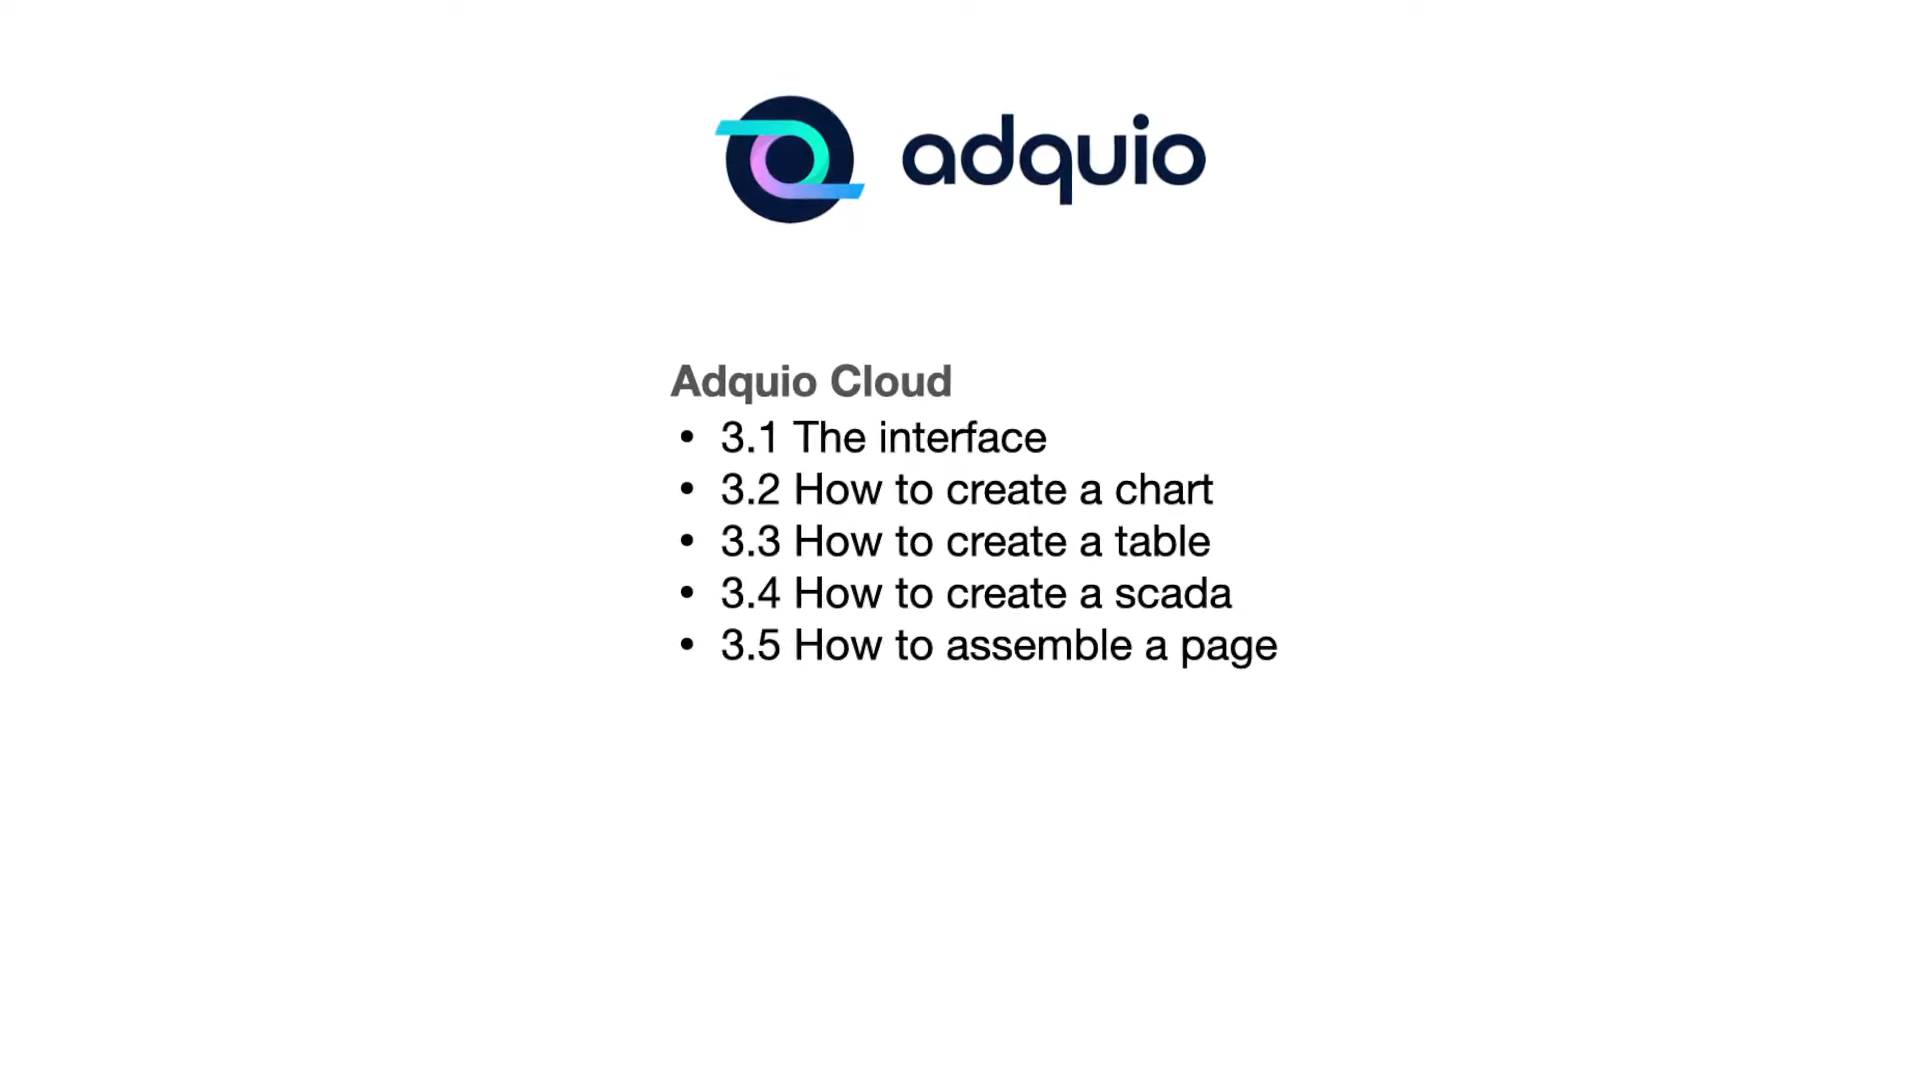 adquio
Adquio Cloud
• 3.1 The interface
• 3.2 How to create a chart
• 3.3 How to create a table
• 3.4 How to create a scada
• 3.5 How to assemble a page